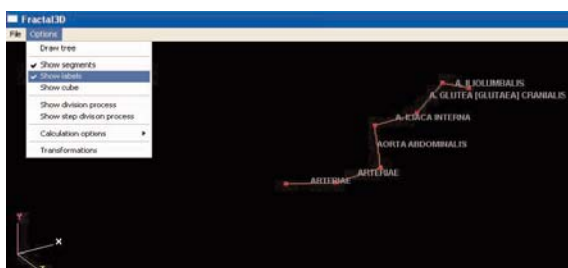 Fractal3D
File Options
Draw tree
Show segments
Show labels
Show cube
Show division process
Show step divison process
Calculation options
Transformations
A. ILIOLUMBALIS
A. GLUTEA [GLUTAEA] CRANIALIS
A. ILIACA INTERNA
AORTA ABDOMINALIS
ARTERIAE
ARTERIAE
Y
X